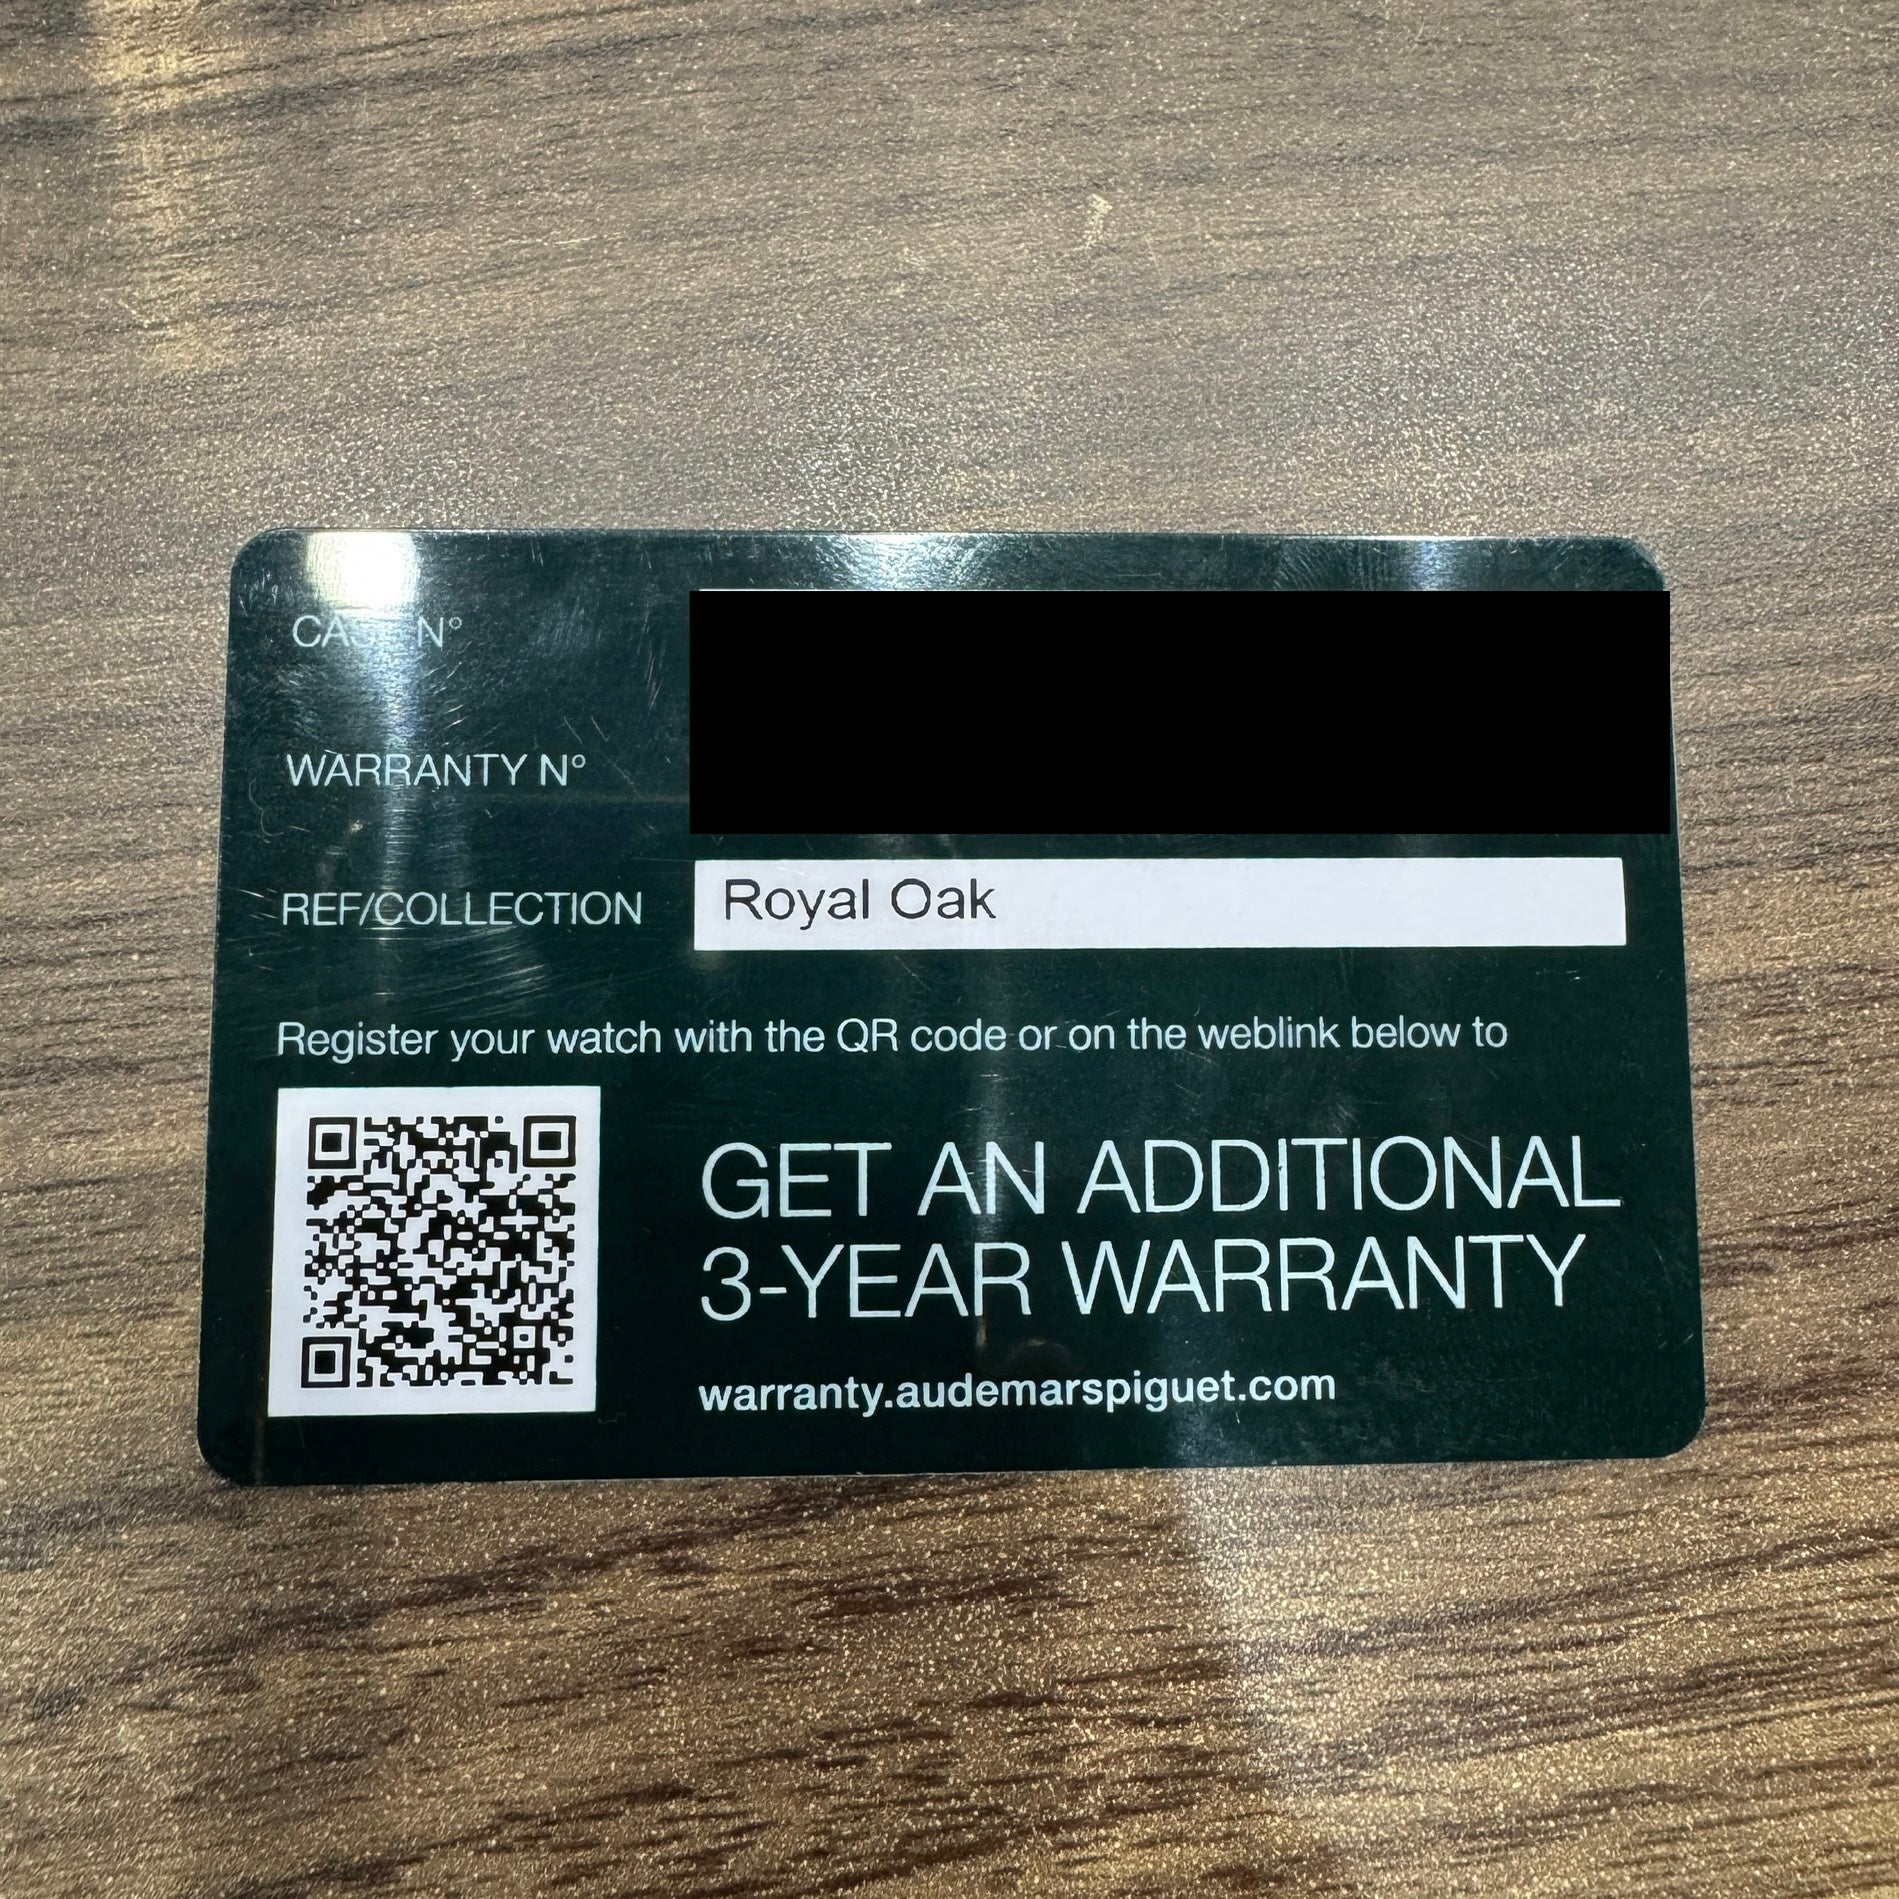 CASE N°
WARRANTY N°
REF/COLLECTION Royal Oak
Register your watch with the QR code or on the weblink below to
GET AN ADDITIONAL
3-YEAR WARRANTY
warranty.audemarspiguet.com